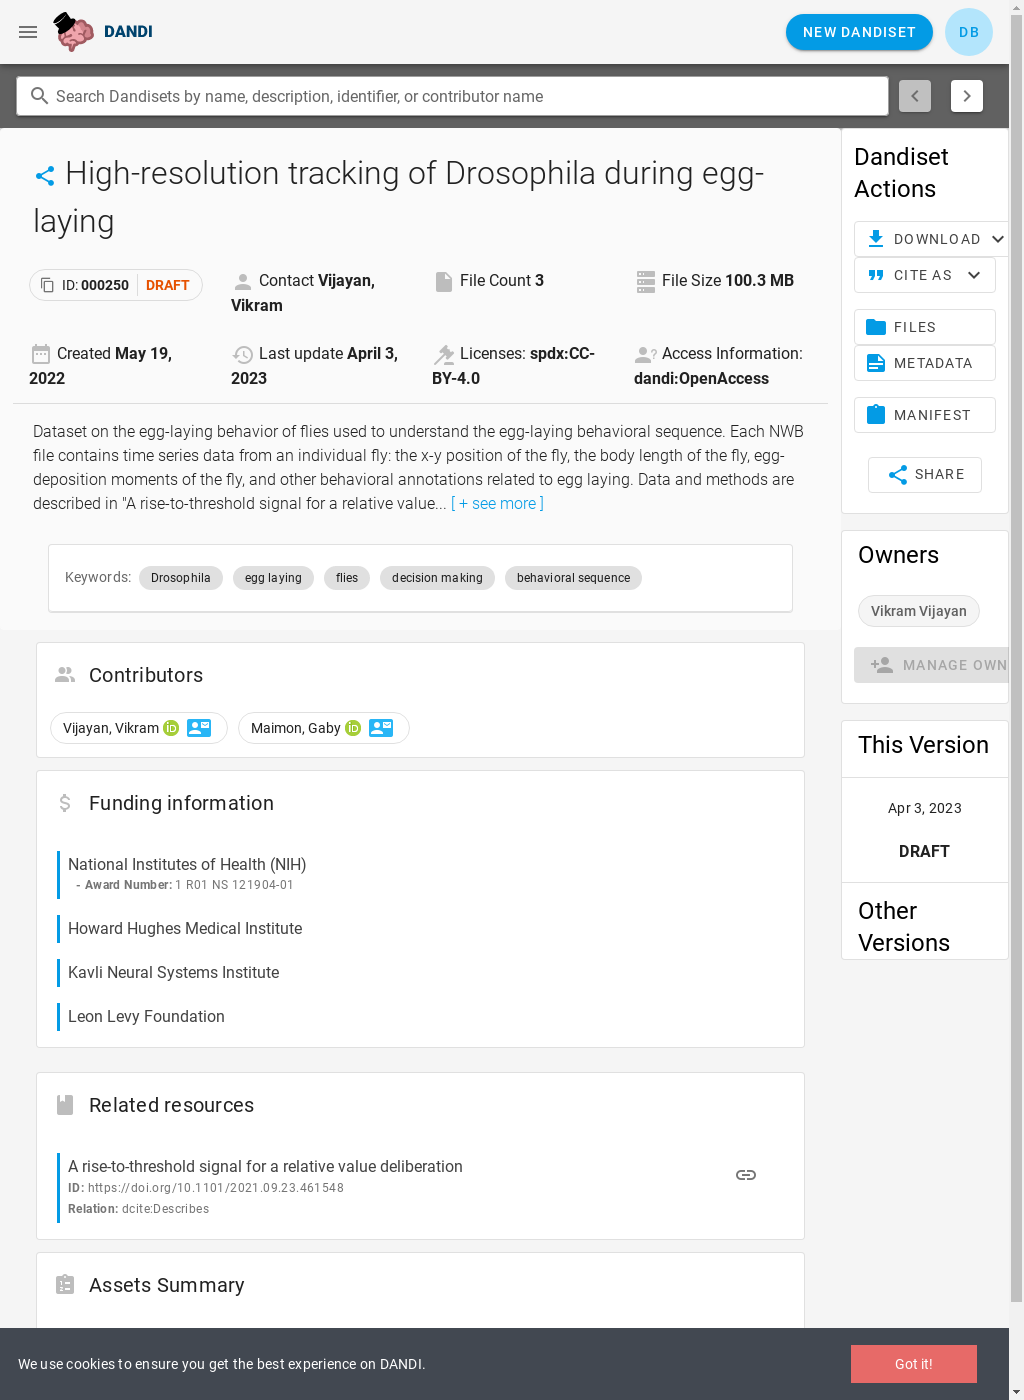 DANDI
NEW DANDISET
DB
Search Dandisets by name, description, identifier, or contributor name
High-resolution tracking of Drosophila during egg-
laying
ID: 000250 DRAFT
Contact Vijayan,
Vikram
File Count 3
File Size 100.3 MB
Created May 19,
2022
Last update April 3,
2023
Licenses: spdx:CC-
BY-4.0
Access Information:
dandi:OpenAccess
Dataset on the egg-laying behavior of flies used to understand the egg-laying behavioral sequence. Each NWB
file contains time series data from an individual fly: the x-y position of the fly, the body length of the fly, egg-
deposition moments of the fly, and other behavioral annotations related to egg laying. Data and methods are
described in "A rise-to-threshold signal for a relative value... [ + see more ]
Keywords: Drosophila egg laying flies decision making behavioral sequence
Contributors
Vijayan, Vikram iD Maimon, Gaby iD
Funding information
National Institutes of Health (NIH)
- Award Number: 1 R01 NS 121904-01
Howard Hughes Medical Institute
Kavli Neural Systems Institute
Leon Levy Foundation
Related resources
A rise-to-threshold signal for a relative value deliberation
ID: https://doi.org/10.1101/2021.09.23.461548
Relation: dcite:Describes
Assets Summary
Dandiset
Actions
DOWNLOAD
CITE AS
FILES
METADATA
MANIFEST
SHARE
Owners
Vikram Vijayan
MANAGE OWN
This Version
Apr 3, 2023
DRAFT
Other
Versions
We use cookies to ensure you get the best experience on DANDI.
Got it!